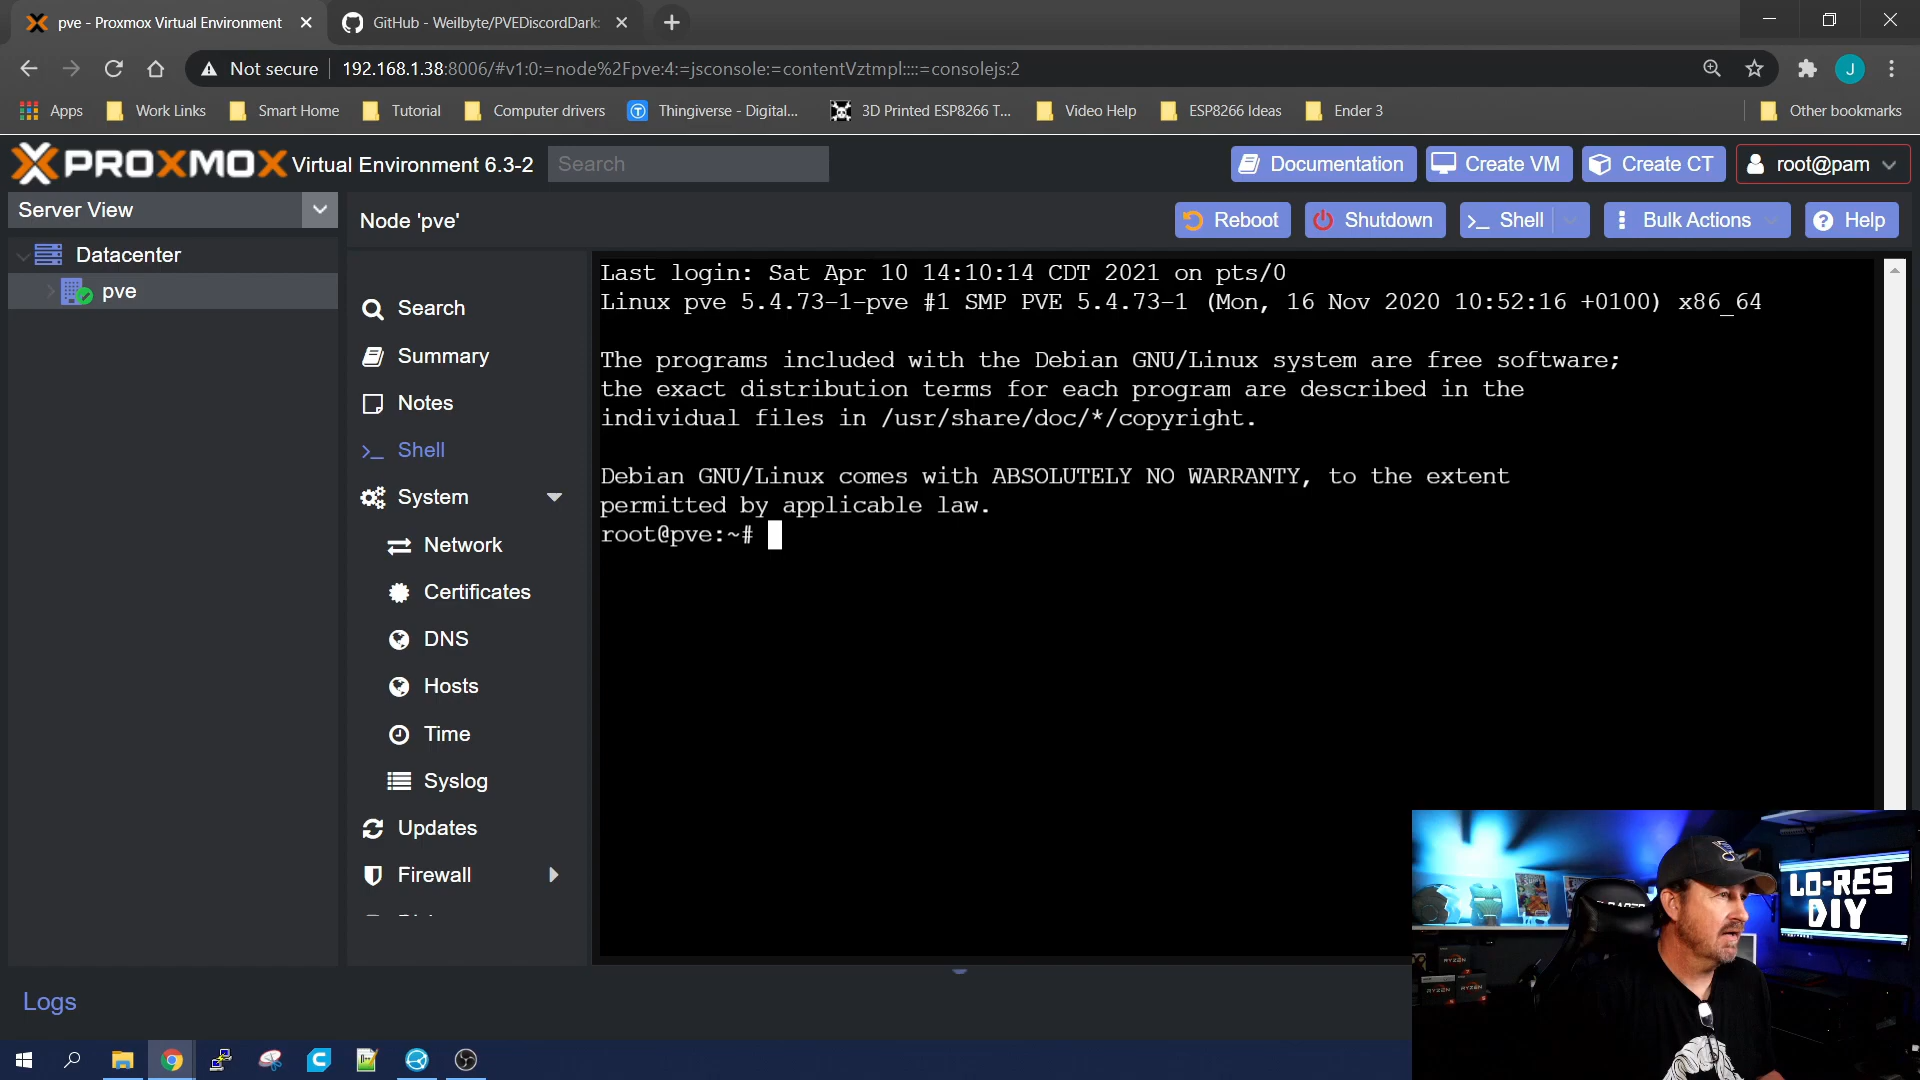 pve - Proxmox Virtual Environment
GitHub - Weilbyte/PVEDiscordDark:
Not secure
192.168.1.38:8006/#v1:0:=node%2Fpve:4:=jsconsole:=contentVztmpl::::=consolejs:2
J
Apps
Work Links
Smart Home
Tutorial
Computer drivers
Thingiverse - Digital...
3D Printed ESP8266 T...
Video Help
ESP8266 Ideas
Ender 3
Other bookmarks
PROXMOX Virtual Environment 6.3-2
Search
Documentation
Create VM
Create CT
root@pam
Server View
Node 'pve'
Reboot
Shutdown
Shell
Bulk Actions
Help
Datacenter
pve
Search
Summary
Notes
Shell
System
Network
Certificates
DNS
Hosts
Time
Syslog
Updates
Firewall
Last login: Sat Apr 10 14:10:14 CDT 2021 on pts/0
Linux pve 5.4.73-1-pve #1 SMP PVE 5.4.73-1 (Mon, 16 Nov 2020 10:52:16 +0100) x86_64
The programs included with the Debian GNU/Linux system are free software;
the exact distribution terms for each program are described in the
individual files in /usr/share/doc/*/copyright.
Debian GNU/Linux comes with ABSOLUTELY NO WARRANTY, to the extent
permitted by applicable law.
root@pve:~#
LO-RES
DIY
RYZEN
RYZEN
RYZEN
Logs